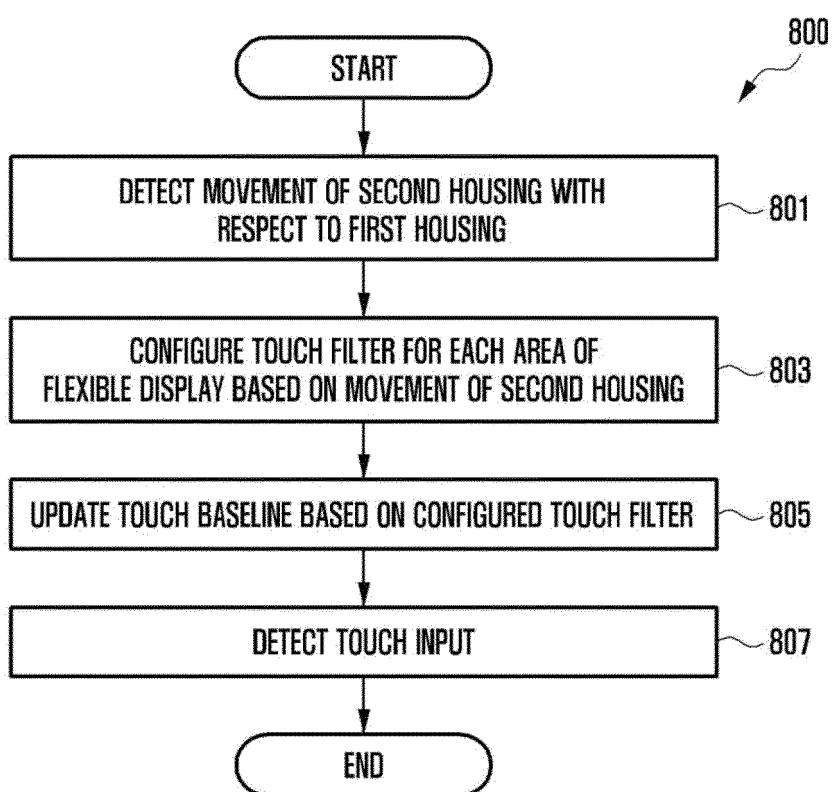 800
START
DETECT MOVEMENT OF SECOND HOUSING WITH
RESPECT TO FIRST HOUSING
801
CONFIGURE TOUCH FILTER FOR EACH AREA OF
FLEXIBLE DISPLAY BASED ON MOVEMENT OF SECOND HOUSING
803
UPDATE TOUCH BASELINE BASED ON CONFIGURED TOUCH FILTER
805
DETECT TOUCH INPUT
807
END